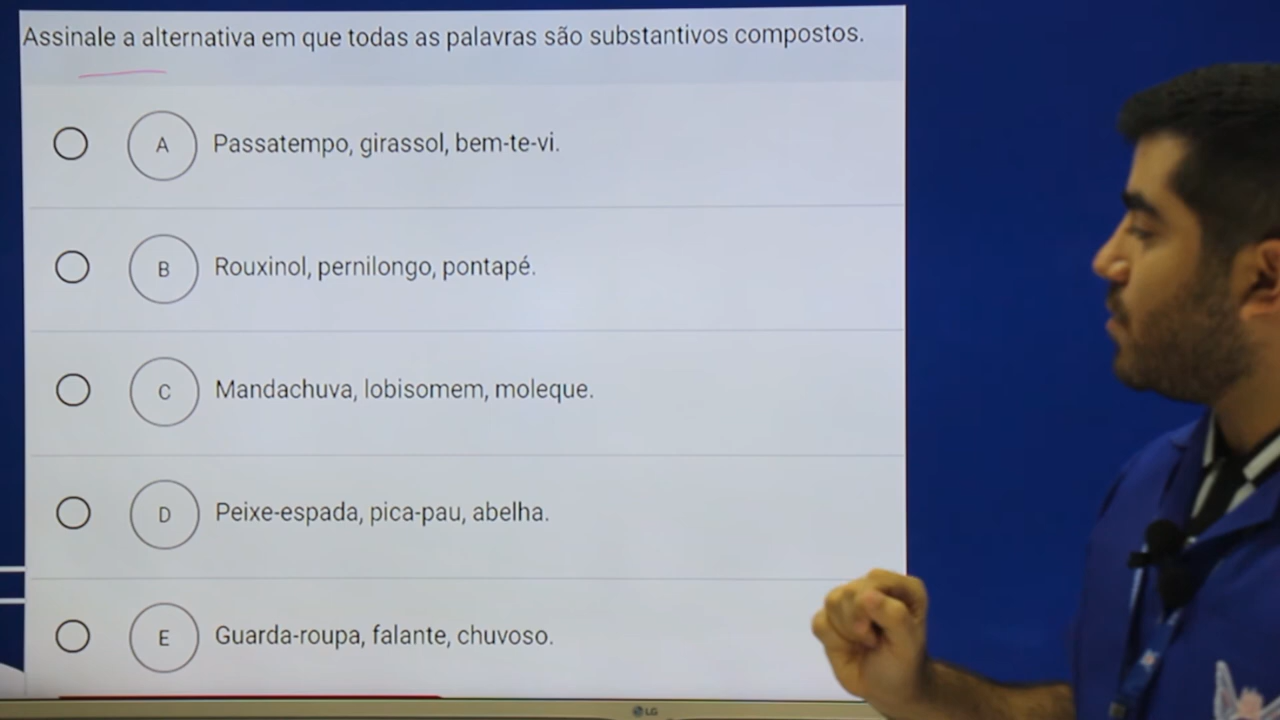 Assinale a alternativa em que todas as palavras são substantivos compostos.
A Passatempo, girassol, bem-te-vi.
B Rouxinol, pernilongo, pontapé.
C Mandachuva, lobisomem, moleque.
D Peixe-espada, pica-pau, abelha.
E Guarda-roupa, falante, chuvoso.
LG